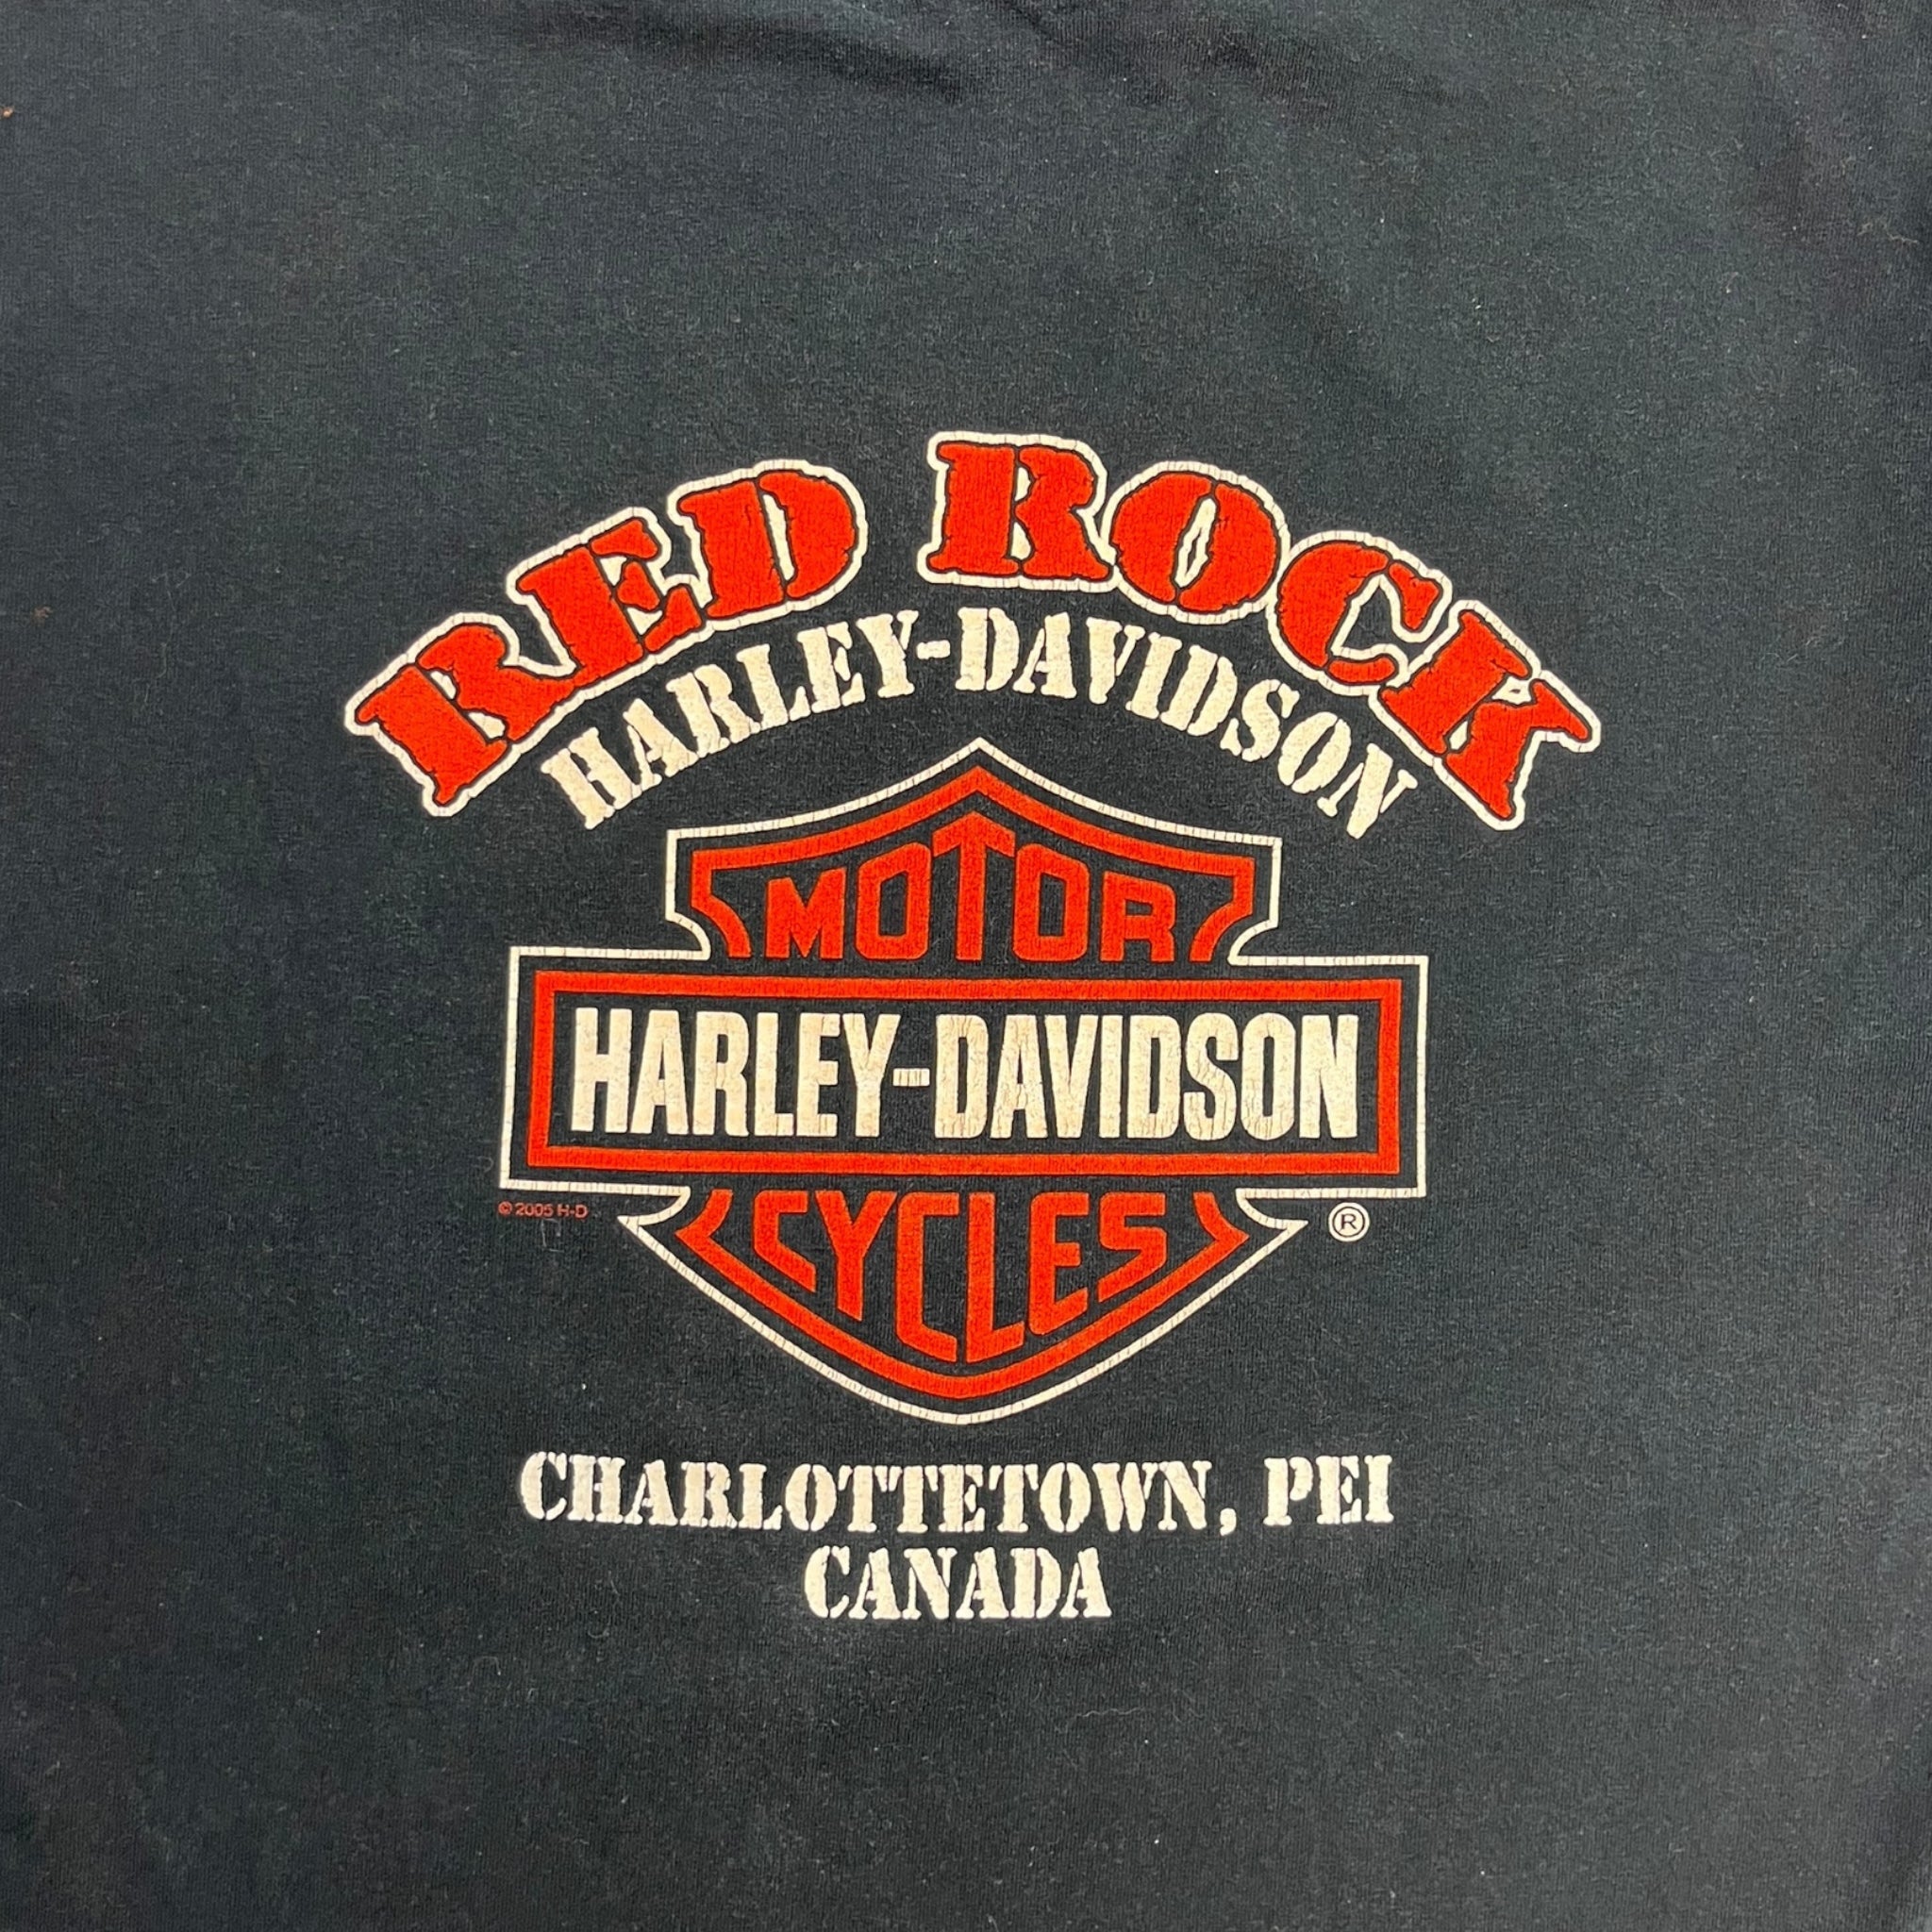 RED ROCK
HARLEY-DAVIDSON
MOTOR
HARLEY-DAVIDSON
CYCLES
© 2005 H-D
®
CHARLOTTETOWN, PEI
CANADA